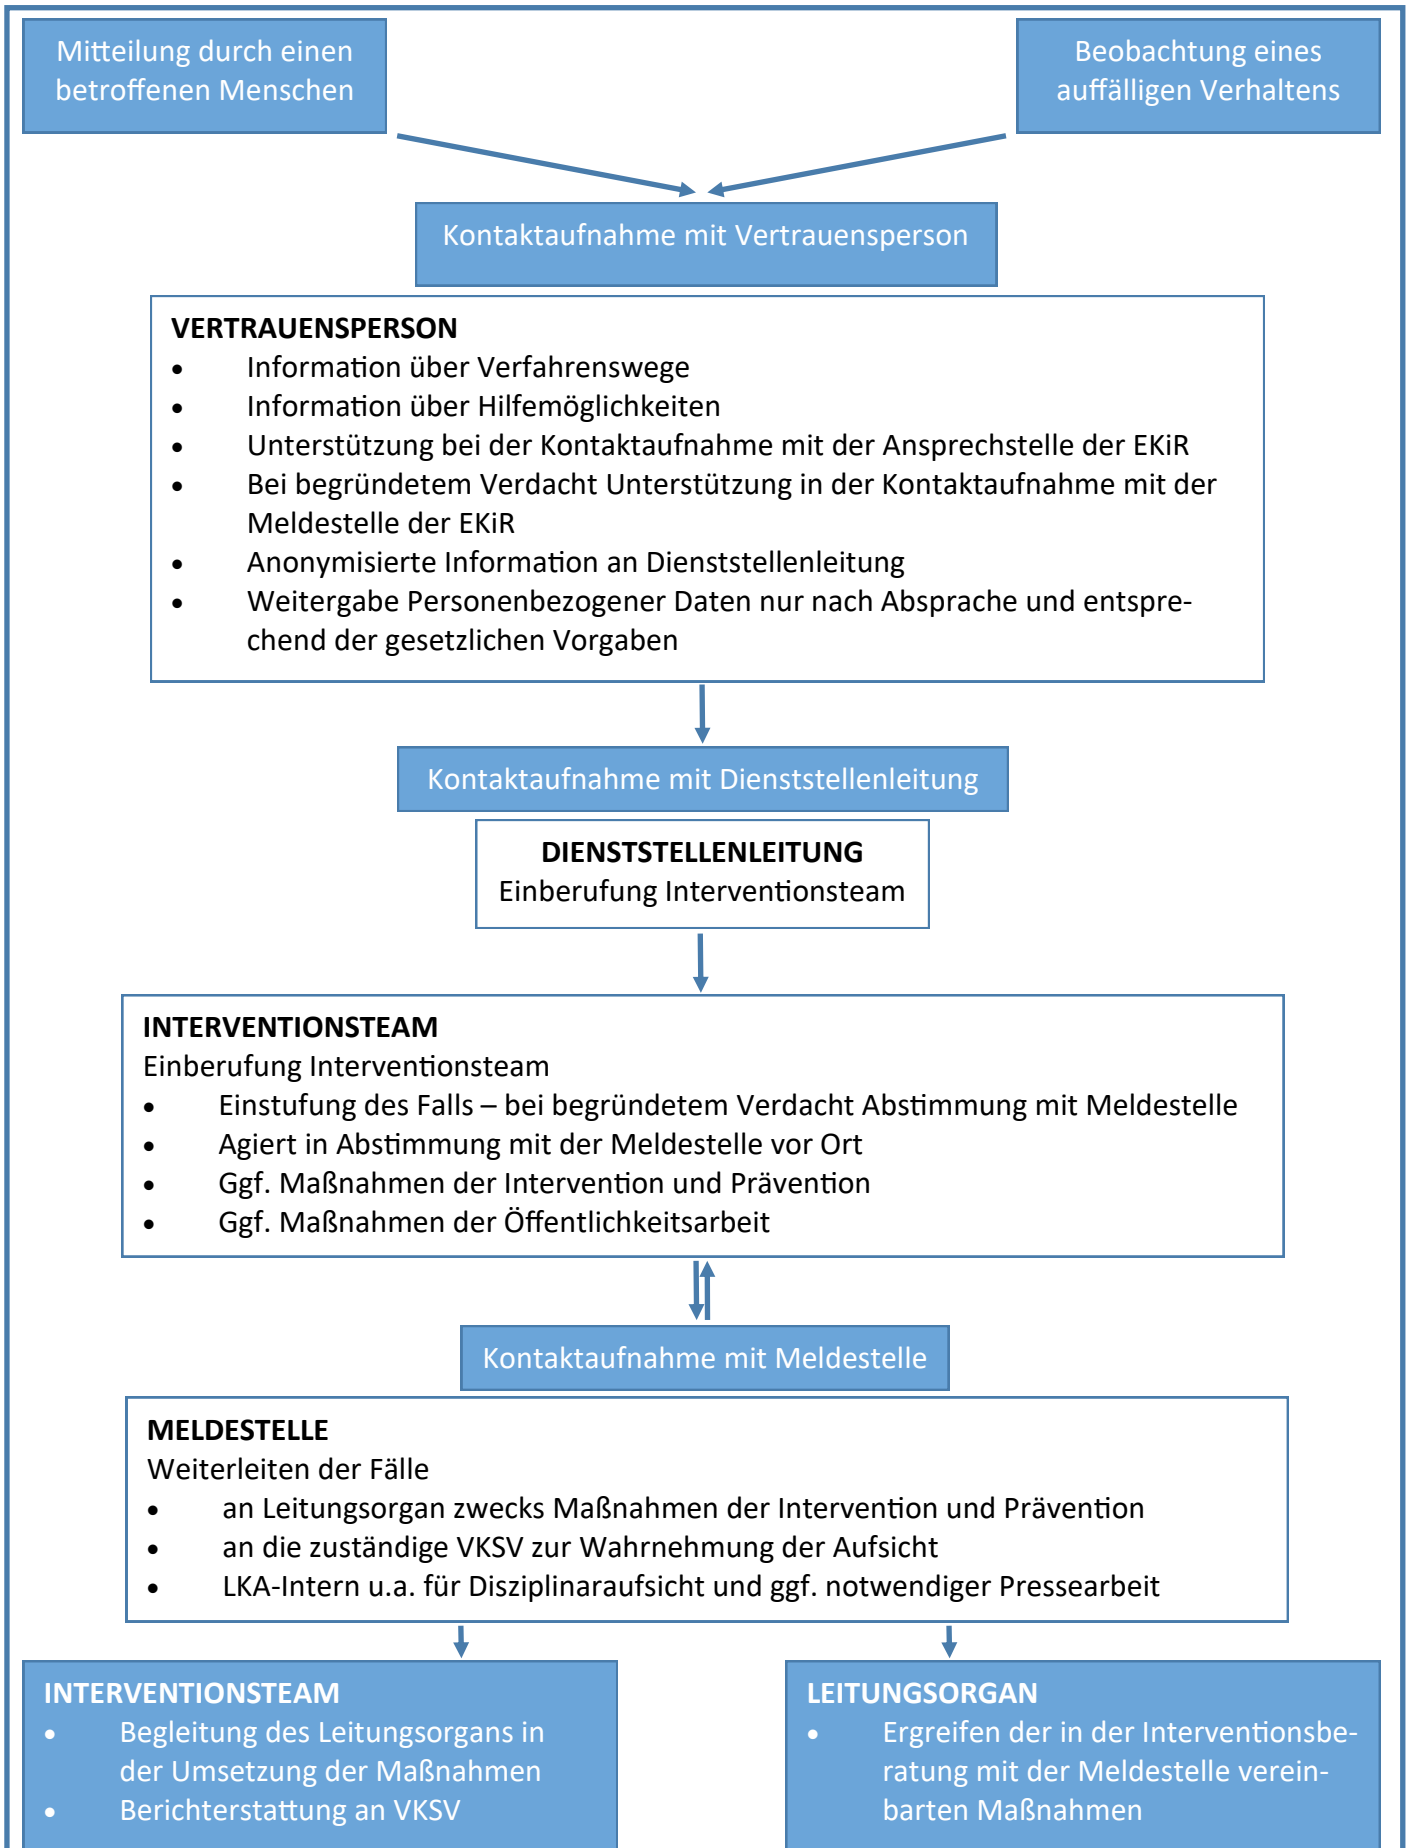 Mitteilung durch einen
betroffenen Menschen
Beobachtung eines
auffälligen Verhaltens
Kontaktaufnahme mit Vertrauensperson
VERTRAUENSPERSON
• Information über Verfahrenswege
• Information über Hilfemöglichkeiten
• Unterstützung bei der Kontaktaufnahme mit der Ansprechstelle der EKiR
• Bei begründetem Verdacht Unterstützung in der Kontaktaufnahme mit der
Meldestelle der EKiR
• Anonymisierte Information an Dienststellenleitung
• Weitergabe Personenbezogener Daten nur nach Absprache und entspre-
chend der gesetzlichen Vorgaben
Kontaktaufnahme mit Dienststellenleitung
DIENSTSTELLENLEITUNG
Einberufung Interventionsteam
INTERVENTIONSTEAM
Einberufung Interventionsteam
• Einstufung des Falls – bei begründetem Verdacht Abstimmung mit Meldestelle
• Agiert in Abstimmung mit der Meldestelle vor Ort
• Ggf. Maßnahmen der Intervention und Prävention
• Ggf. Maßnahmen der Öffentlichkeitsarbeit
Kontaktaufnahme mit Meldestelle
MELDESTELLE
Weiterleiten der Fälle
• an Leitungsorgan zwecks Maßnahmen der Intervention und Prävention
• an die zuständige VKSV zur Wahrnehmung der Aufsicht
• LKA-Intern u.a. für Disziplinaraufsicht und ggf. notwendiger Pressearbeit
INTERVENTIONSTEAM
• Begleitung des Leitungsorgans in
der Umsetzung der Maßnahmen
• Berichterstattung an VKSV
LEITUNGSORGAN
• Ergreifen der in der Interventionsbe-
ratung mit der Meldestelle verein-
barten Maßnahmen